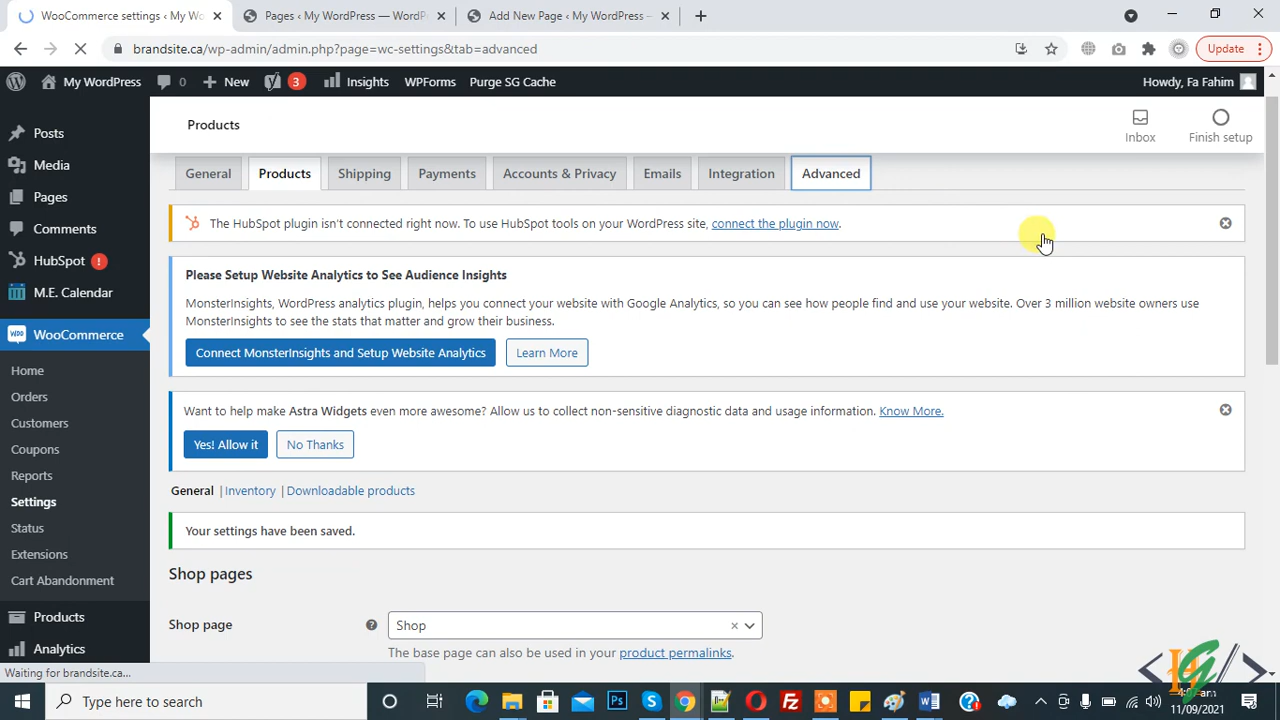 WooCommerce settings ‹ My Wo
Pages ‹ My WordPress — WordP
Add New Page ‹ My WordPress —
brandsite.ca/wp-admin/admin.php?page=wc-settings&tab=advanced
Update
My WordPress
0
New
3
Insights
WPForms
Purge SG Cache
Howdy, Fa Fahim
Posts
Media
Pages
Comments
HubSpot !
M.E. Calendar
WooCommerce
Home
Orders
Customers
Coupons
Reports
Settings
Status
Extensions
Cart Abandonment
Products
Analytics
Products
Inbox
Finish setup
General
Products
Shipping
Payments
Accounts & Privacy
Emails
Integration
Advanced
The HubSpot plugin isn't connected right now. To use HubSpot tools on your WordPress site, connect the plugin now.
Please Setup Website Analytics to See Audience Insights
MonsterInsights, WordPress analytics plugin, helps you connect your website with Google Analytics, so you can see how people find and use your website. Over 3 million website owners use
MonsterInsights to see the stats that matter and grow their business.
Connect MonsterInsights and Setup Website Analytics
Learn More
Want to help make Astra Widgets even more awesome? Allow us to collect non-sensitive diagnostic data and usage information. Know More.
Yes! Allow it
No Thanks
General | Inventory | Downloadable products
Your settings have been saved.
Shop pages
Shop page
Shop
The base page can also be used in your product permalinks.
Waiting for brandsite.ca...
Type here to search
11/09/2021